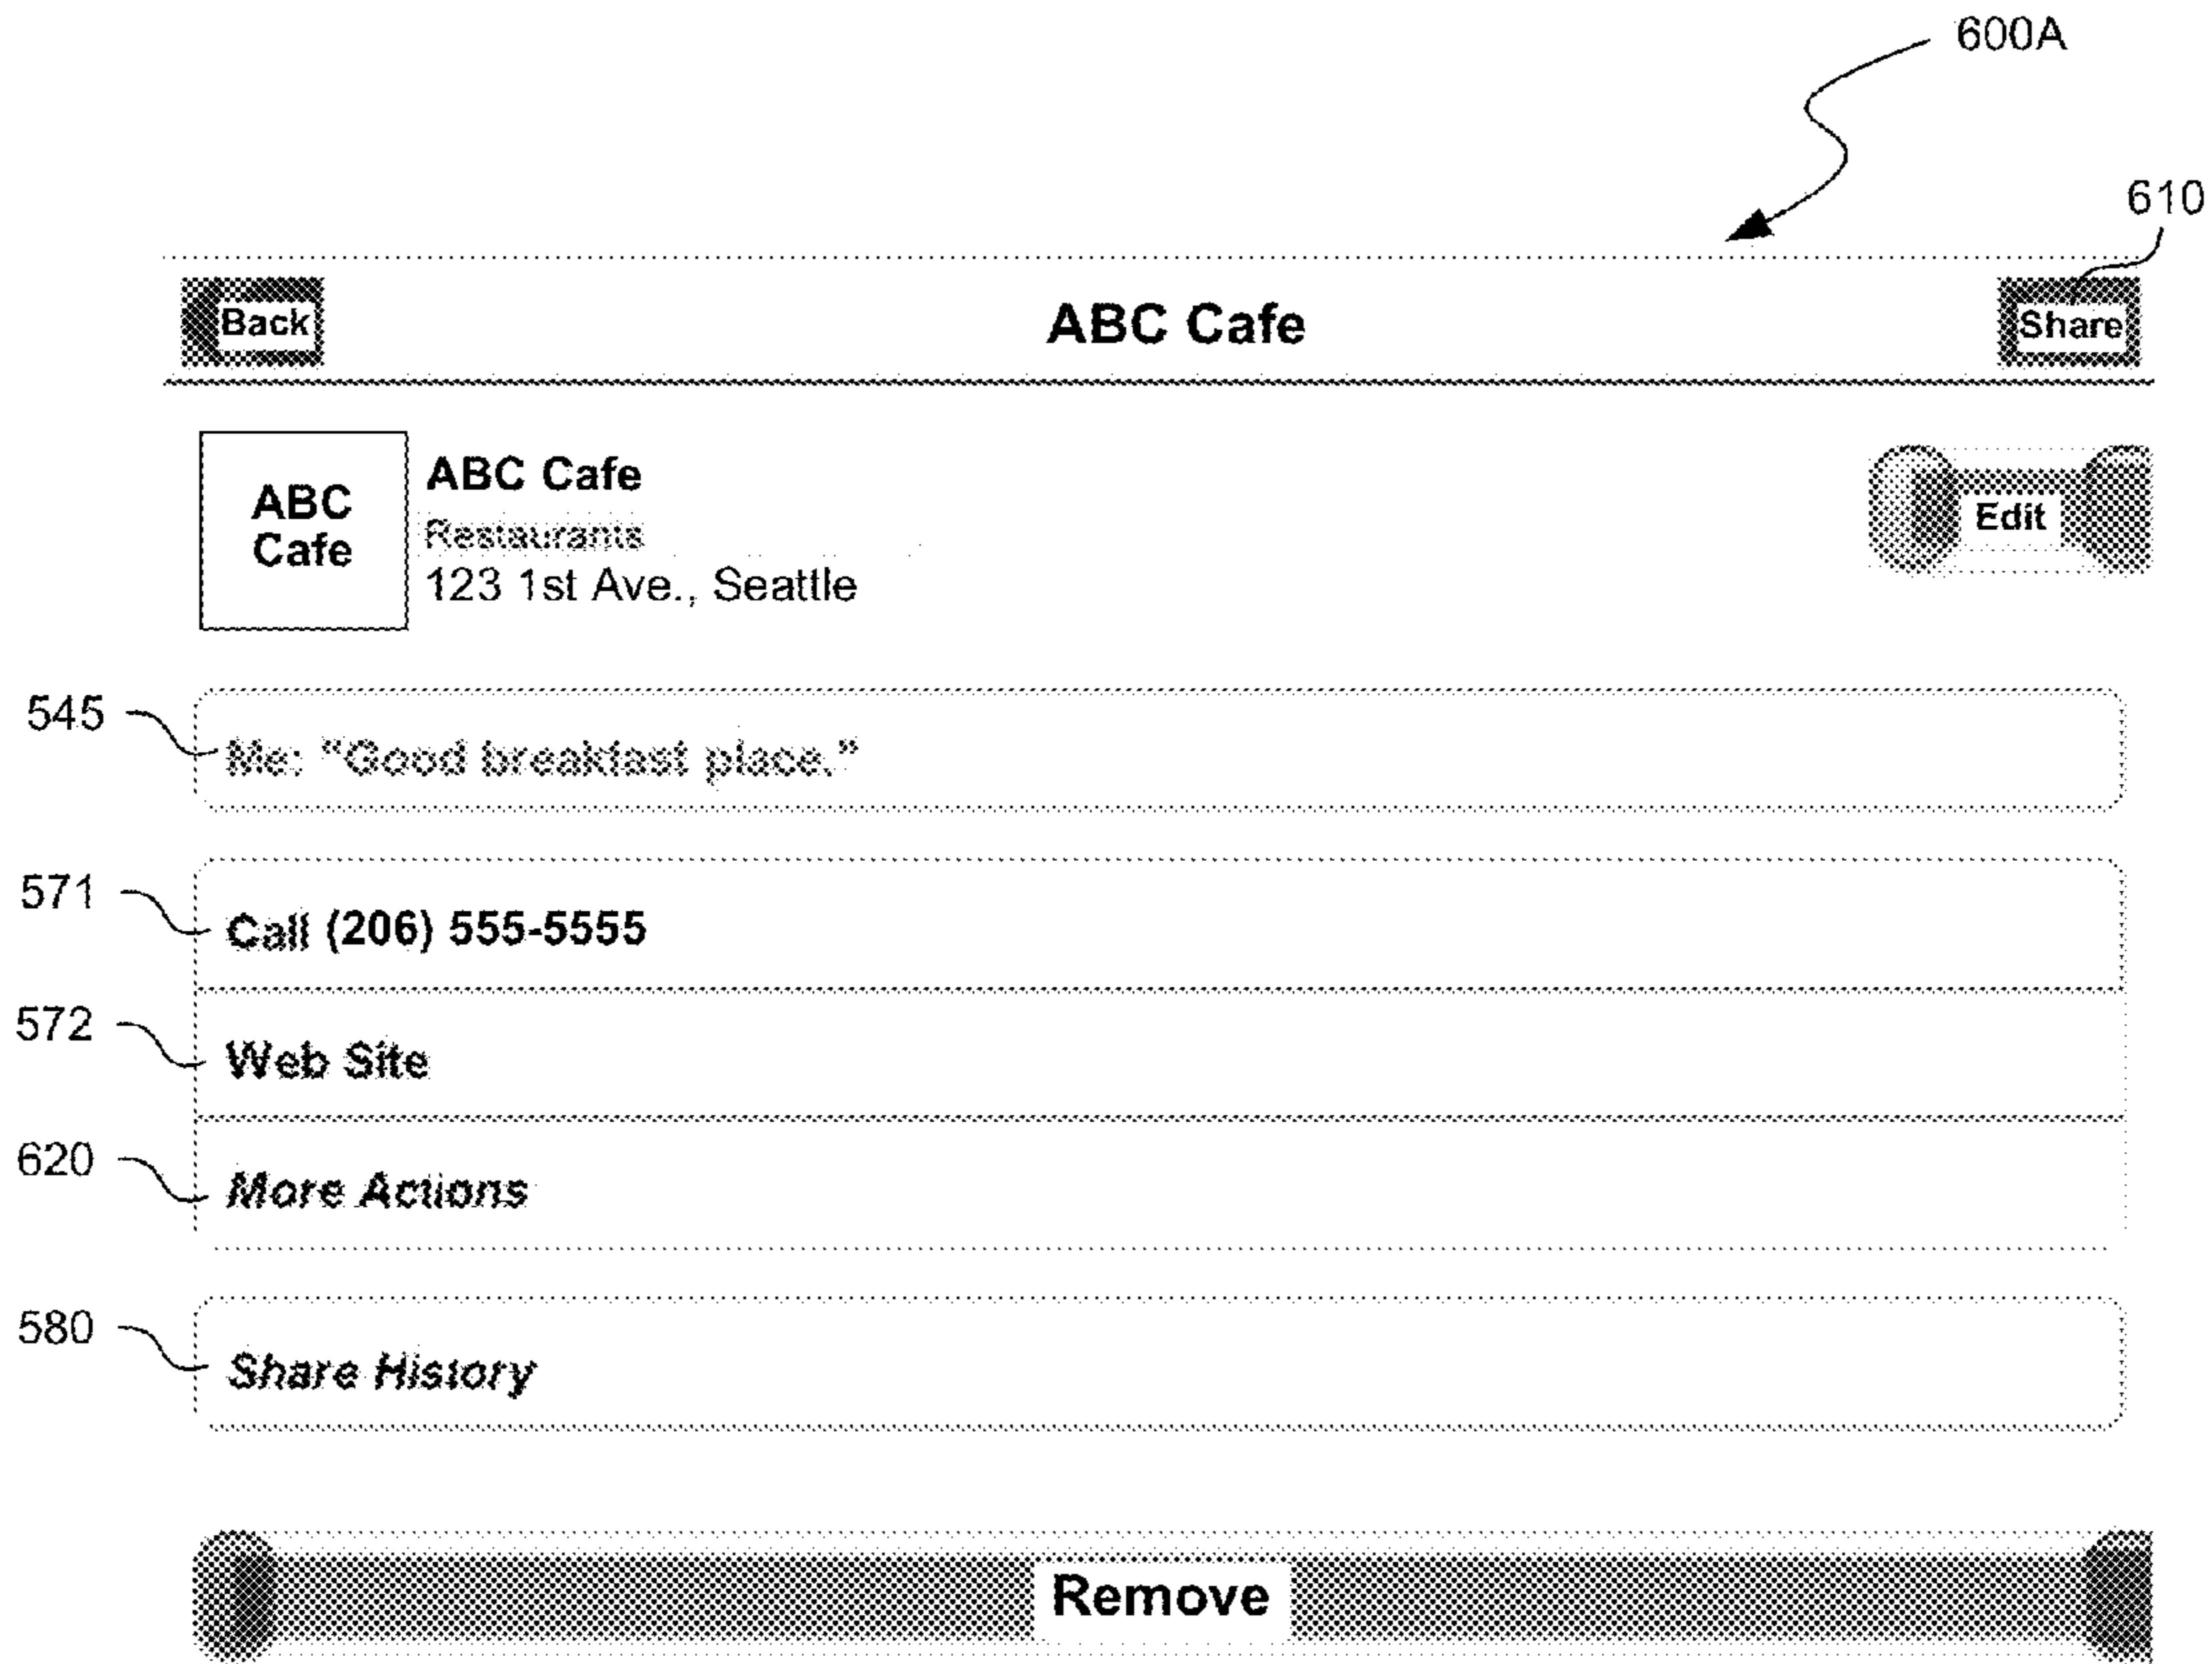 600A
610
Back
ABC Cafe
Share
ABC
Cafe
ABC Cafe
Restaurants
123 1st Ave., Seattle
Edit
545
Me: "Good breakfast place."
571
Call (206) 555-5555
572
Web Site
620
More Actions
580
Share History
Remove